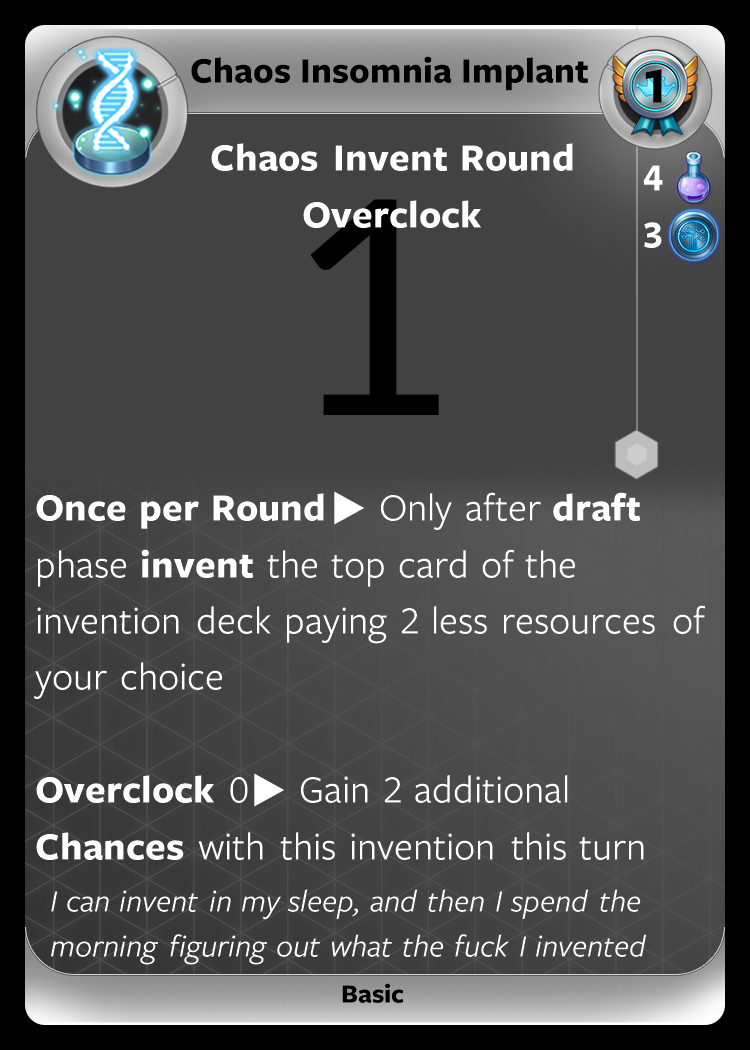 Chaos Insomnia Implant
1
Chaos Invent Round
Overclock
4
3
1
Once per Round▶ Only after draft
phase invent the top card of the
invention deck paying 2 less resources of
your choice
Overclock 0▶ Gain 2 additional
Chances with this invention this turn
I can invent in my sleep, and then I spend the
morning figuring out what the fuck I invented
Basic